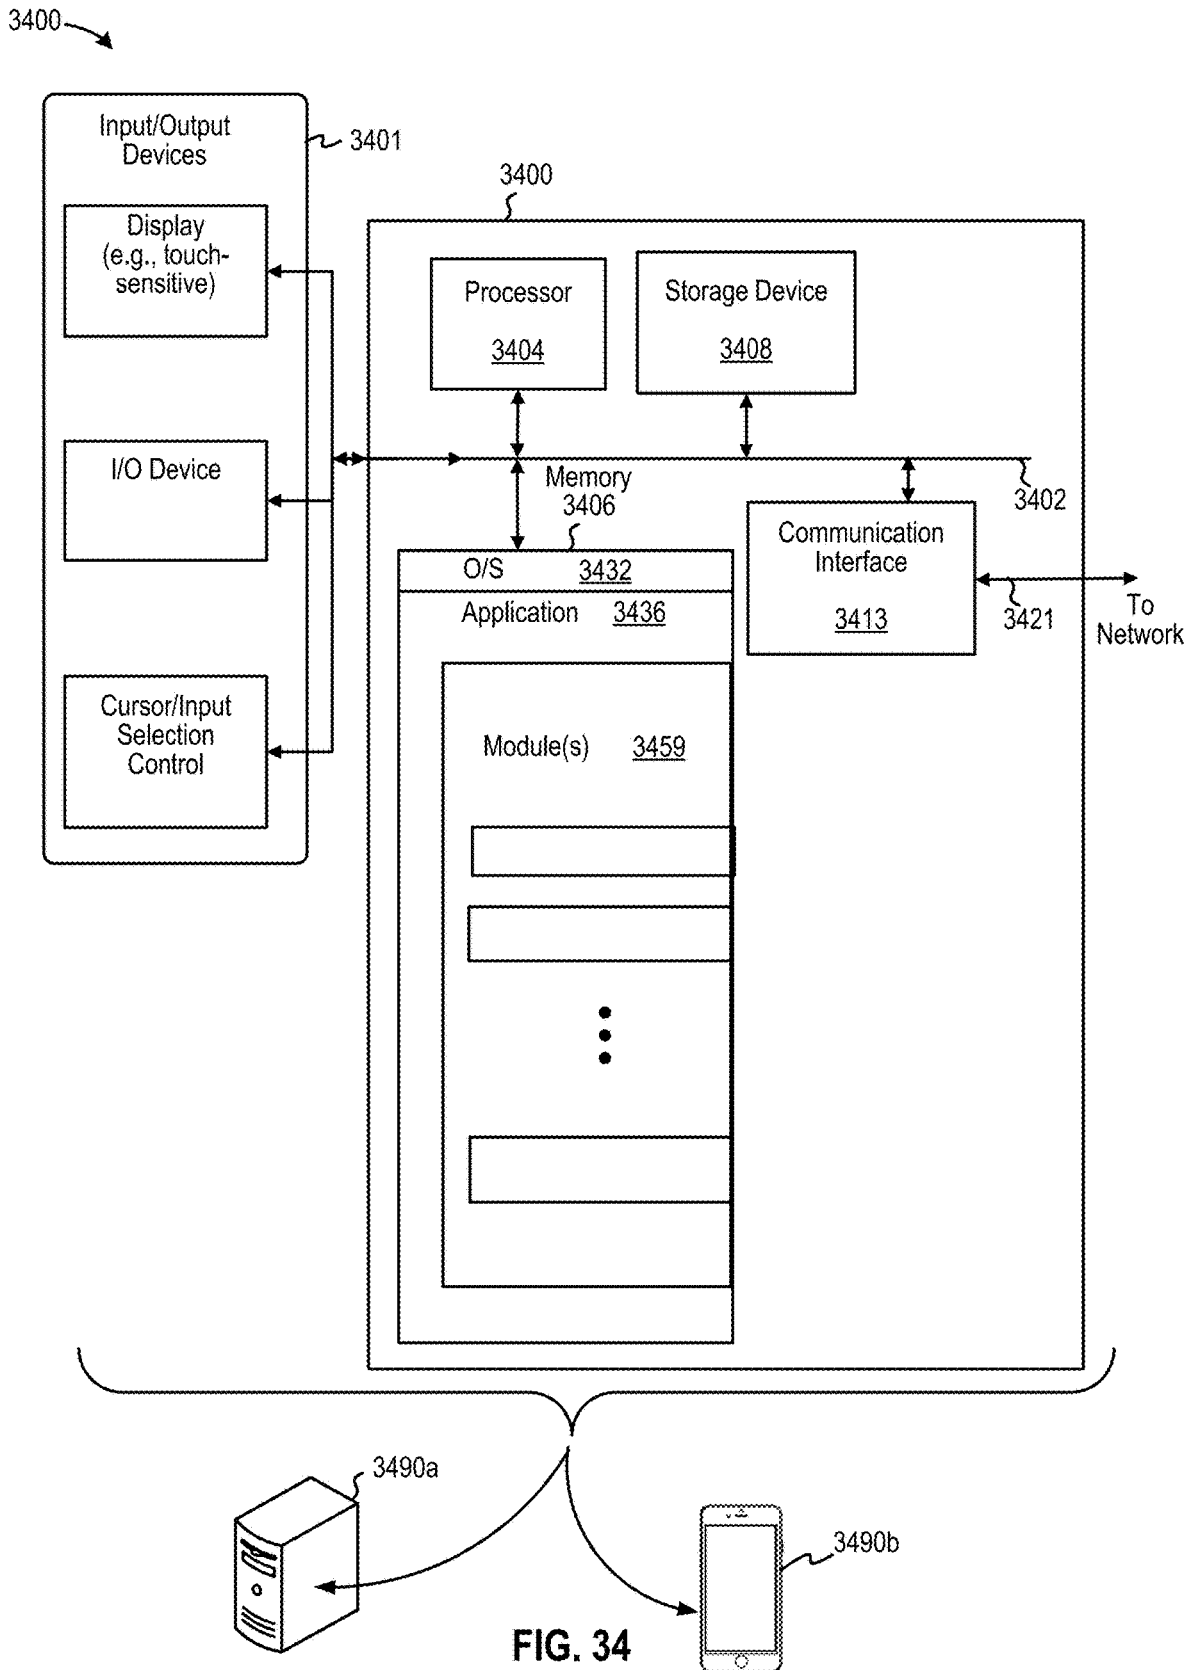 3400
Input/Output
Devices
3401
Display
(e.g., touch-
sensitive)
I/O Device
Cursor/Input
Selection
Control
3400
Processor
3404
Storage Device
3408
3402
Memory
3406
O/S 3432
Application 3436
Module(s) 3459
Communication
Interface
3413
3421
To
Network
3490a
3490b
FIG. 34